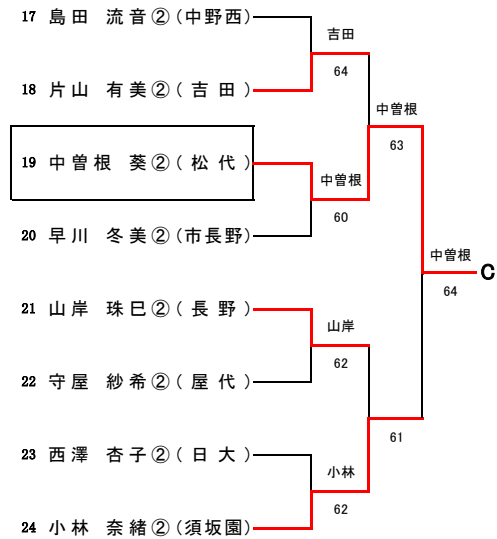 17 島田 流音②(中野西)
吉田
64
18 片山 有美②(吉田)
中曽根
63
19 中曽根 葵②(松代)
中曽根
60
20 早川 冬美②(市長野)
中曽根
C
64
21 山岸 珠巳②(長野)
山岸
62
22 守屋 紗希②(屋代)
61
23 西澤 杏子②(日大)
小林
62
24 小林 奈緒②(須坂園)